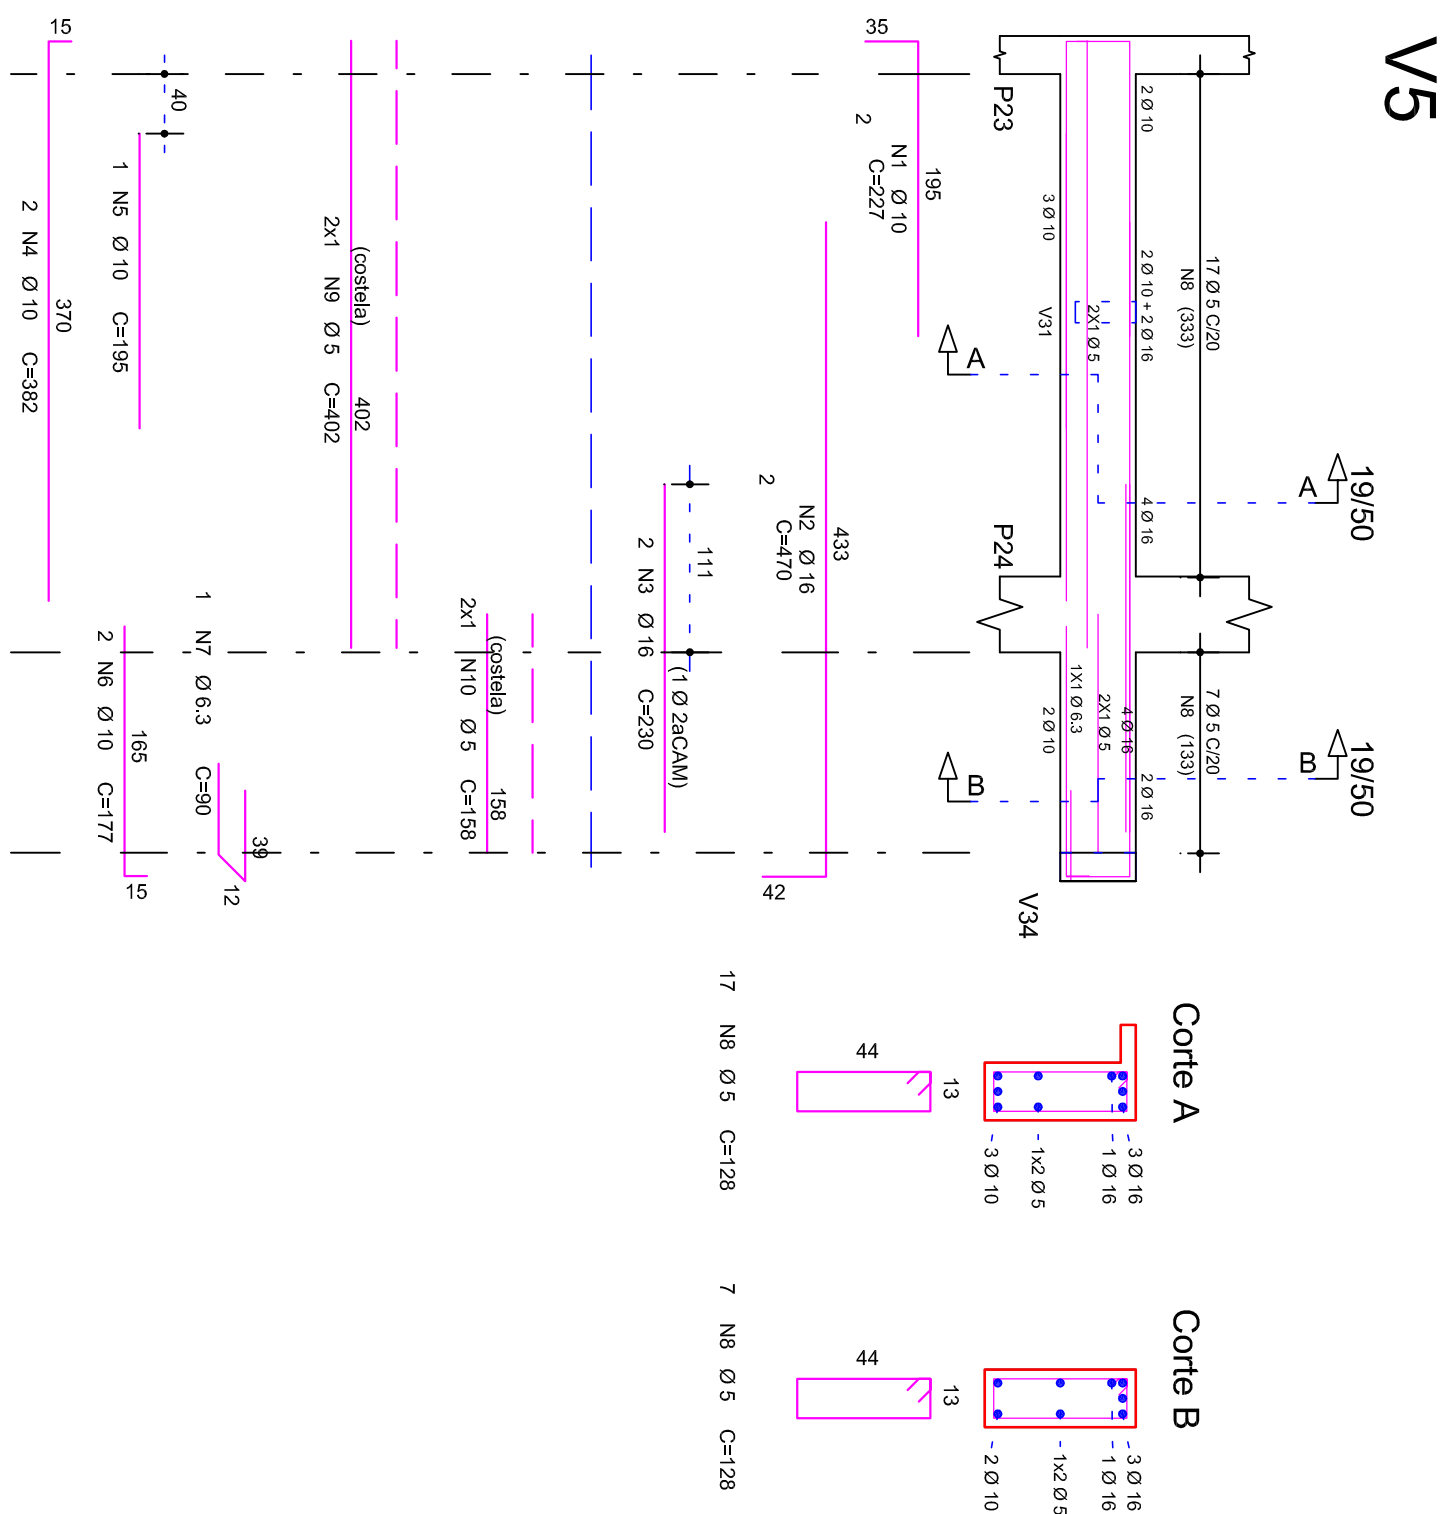 V5
19/50
19/50
A
B
17 Ø 5 C/20
N8 (333)
7 Ø 5 C/20
N8 (133)
2 Ø 10
2 Ø 10 + 2 Ø 16
4 Ø 16
2 Ø 16
4 Ø 16
2X1 Ø 5
2X1 Ø 5
1X1 Ø 6.3
3 Ø 10
V31
2 Ø 10
P23
P24
V34
A
B
35
195
2 N1 Ø 10
C=227
433
2 N2 Ø 16
C=470
42
111
(1 Ø 2aCAM)
2 N3 Ø 16 C=230
(costela)
158
2x1 N10 Ø 5 C=158
(costela)
402
2x1 N9 Ø 5 C=402
39
12
1 N7 Ø 6.3 C=90
40
1 N5 Ø 10 C=195
165
15
2 N6 Ø 10 C=177
15
370
2 N4 Ø 10 C=382
Corte A
3 Ø 16
1 Ø 16
1x2 Ø 5
3 Ø 10
13
44
17 N8 Ø 5 C=128
Corte B
3 Ø 16
1 Ø 16
1x2 Ø 5
2 Ø 10
13
44
7 N8 Ø 5 C=128